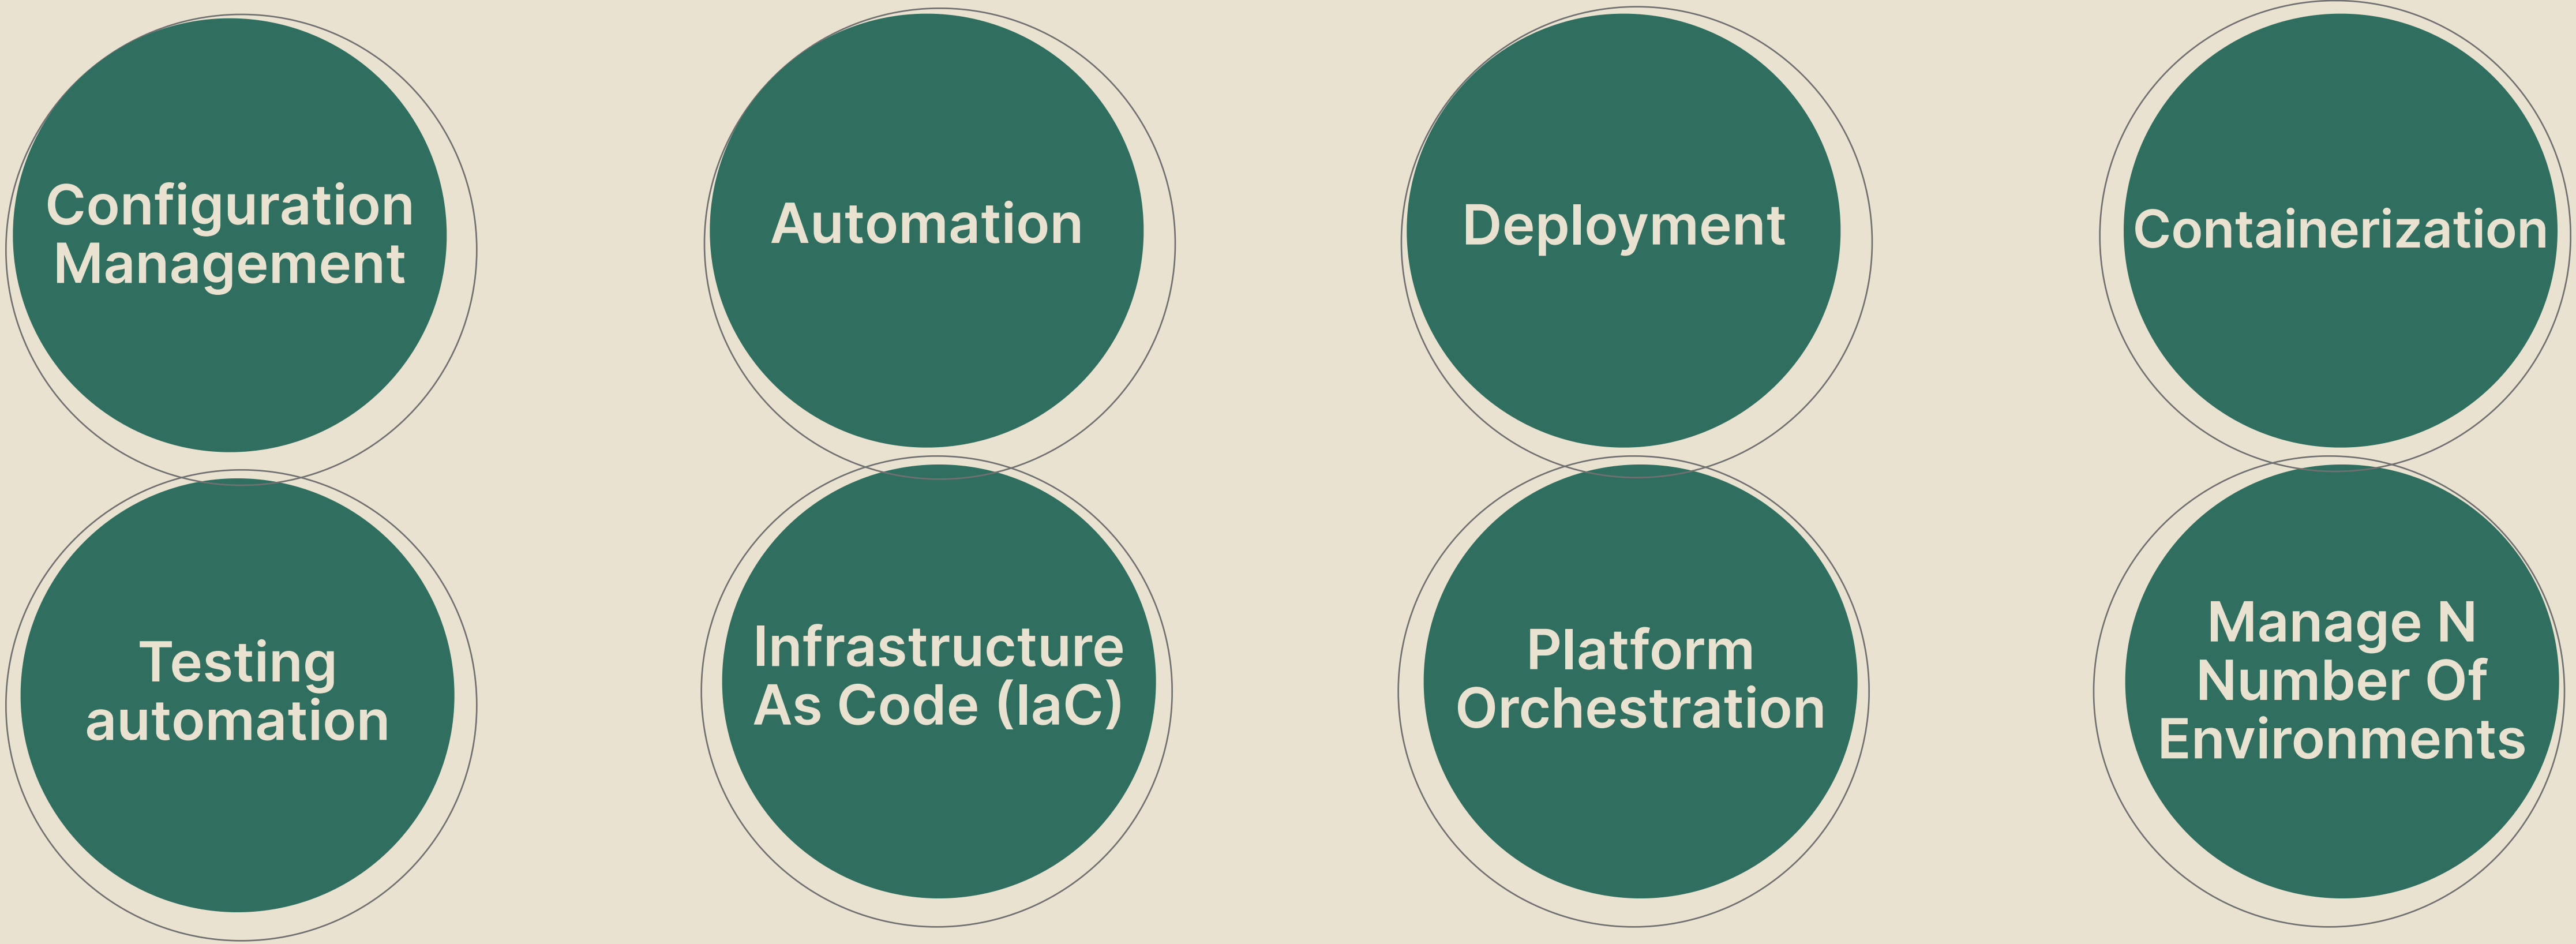 Configuration
Management
Automation
Deployment
Containerization
Testing
automation
Infrastructure
As Code (IaC)
Platform
Orchestration
Manage N
Number Of
Environments